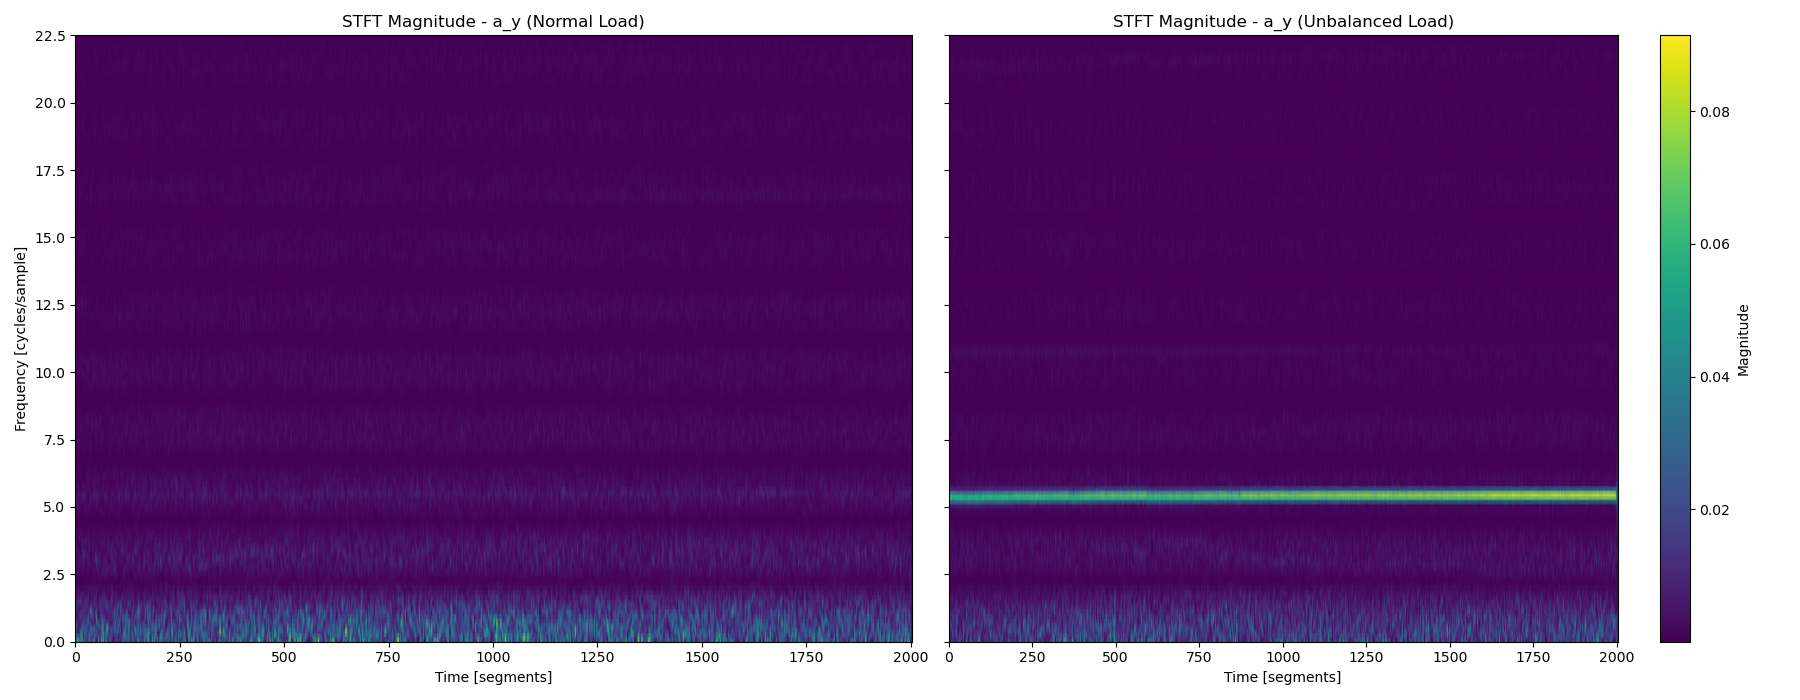 STFT Magnitude - a_y (Normal Load)
STFT Magnitude - a_y (Unbalanced Load)
22.5
20.0
17.5
15.0
12.5
10.0
7.5
5.0
2.5
0.0
Frequency [cycles/sample]
0 250 500 750 1000 1250 1500 1750 2000
Time [segments]
0 250 500 750 1000 1250 1500 1750 2000
Time [segments]
0.08
0.06
0.04
0.02
Magnitude